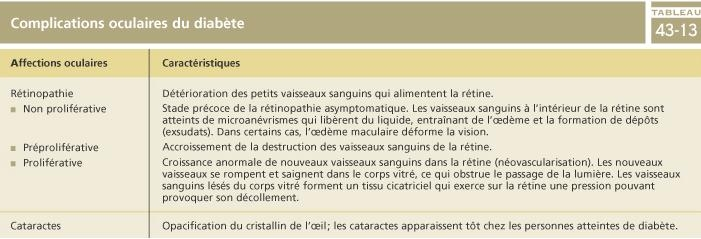 Complications oculaires du diabète
TABLEAU
43-13
Affections oculaires
Caractéristiques
Rétinopathie
Détérioration des petits vaisseaux sanguins qui alimentent la rétine.
■ Non proliférative
Stade précoce de la rétinopathie asymptomatique. Les vaisseaux sanguins à l'intérieur de la rétine sont
atteints de microanévrismes qui libèrent du liquide, entraînant de l'œdème et la formation de dépôts
(exsudats). Dans certains cas, l'œdème maculaire déforme la vision.
■ Préproliférative
Accroissement de la destruction des vaisseaux sanguins de la rétine.
■ Proliférative
Croissance anormale de nouveaux vaisseaux sanguins dans la rétine (néovascularisation). Les nouveaux
vaisseaux se rompent et saignent dans le corps vitré, ce qui obstrue le passage de la lumière. Les vaisseaux
sanguins lésés du corps vitré forment un tissu cicatriciel qui exerce sur la rétine une pression pouvant
provoquer son décollement.
Cataractes
Opacification du cristallin de l'œil ; les cataractes apparaissent tôt chez les personnes atteintes de diabète.